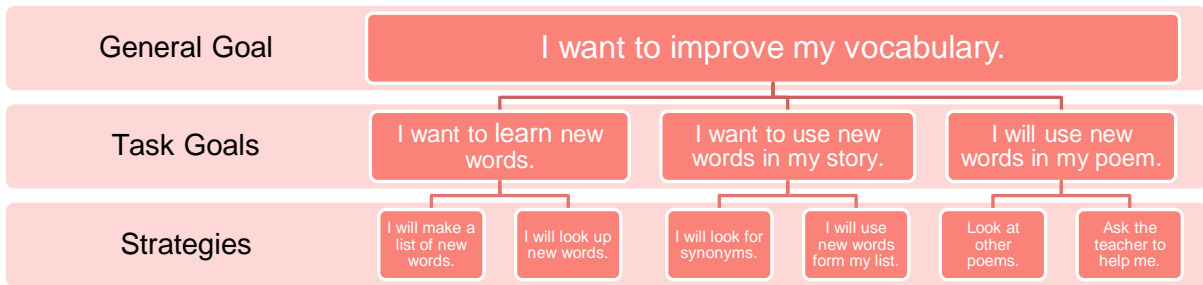 General Goal
I want to improve my vocabulary.
Task Goals
I want to learn new
words.
I want to use new
words in my story.
I will use new
words in my poem.
Strategies
I will make a
list of new
words.
I will look up
new words.
I will look for
synonyms.
I will use
new words
form my list.
Look at
other
poems.
Ask the
teacher to
help me.